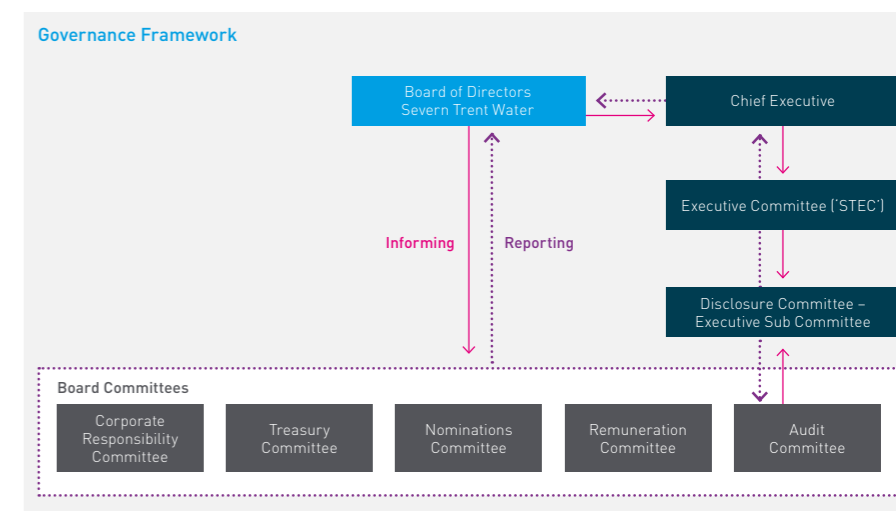 Governance Framework
Board of Directors
Severn Trent Water
Chief Executive
Executive Committee (‘STEC’)
Informing
Reporting
Disclosure Committee –
Executive Sub Committee
Board Committees
Corporate
Responsibility
Committee
Treasury
Committee
Nominations
Committee
Remuneration
Committee
Audit
Committee